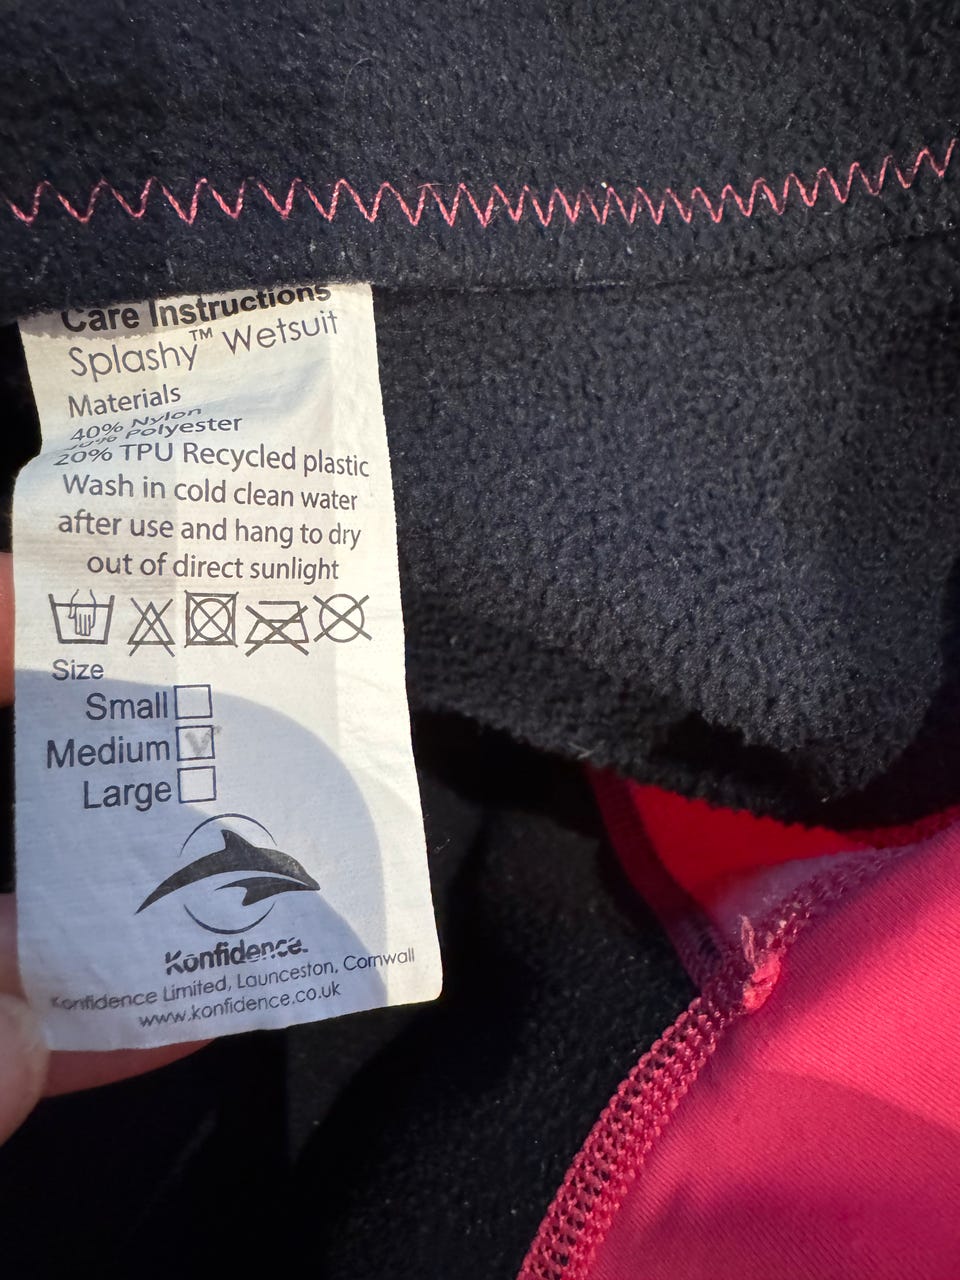 Care Instructions
Splashy™ Wetsuit
Materials
40% Nylon
40% Polyester
20% TPU Recycled plastic
Wash in cold clean water
after use and hang to dry
out of direct sunlight
Size
Small
Medium
Large
Konfidence
Konfidence Limited, Launceston, Cornwall
www.konfidence.co.uk